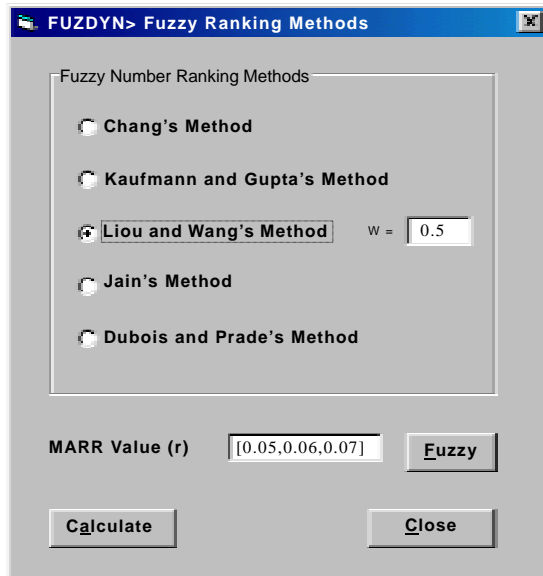 FUZDYN> Fuzzy Ranking Methods
Fuzzy Number Ranking Methods
Chang's Method
Kaufmann and Gupta's Method
Liou and Wang's Method W = 0.5
Jain's Method
Dubois and Prade's Method
MARR Value (r) [0.05,0.06,0.07] Fuzzy
Calculate Close